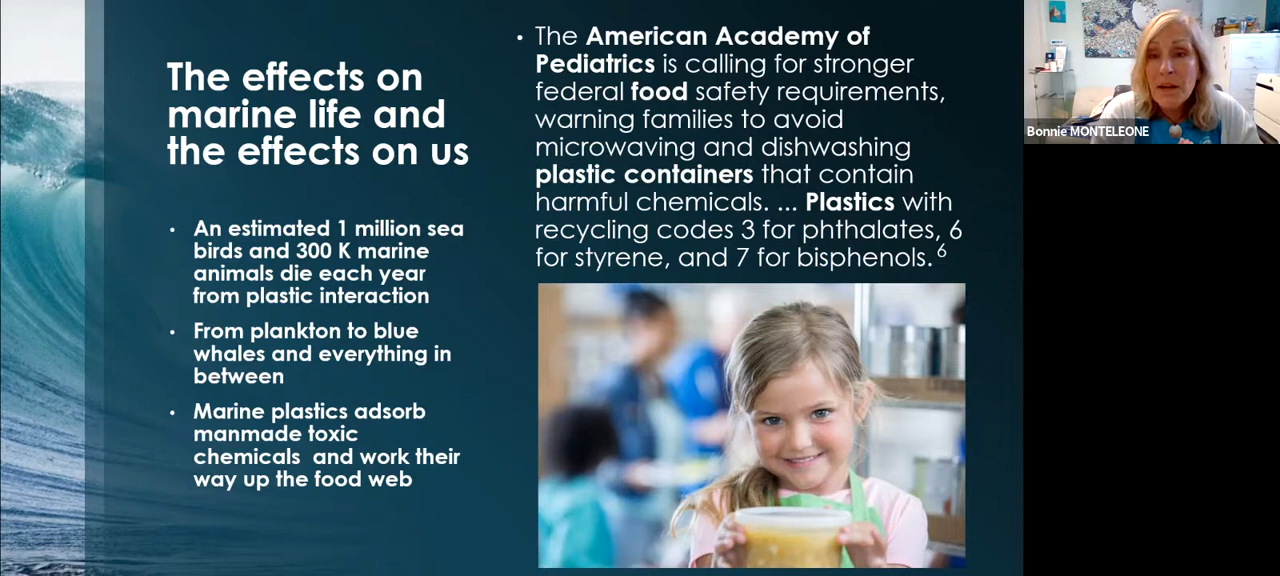 The effects on
marine life and
the effects on us
• An estimated 1 million sea
birds and 300 K marine
animals die each year
from plastic interaction
• From plankton to blue
whales and everything in
between
• Marine plastics adsorb
manmade toxic
chemicals  and work their
way up the food web
• The American Academy of
Pediatrics is calling for stronger
federal food safety requirements,
warning families to avoid
microwaving and dishwashing
plastic containers that contain
harmful chemicals. ... Plastics with
recycling codes 3 for phthalates, 6
for styrene, and 7 for bisphenols. 6
Bonnie MONTELEONE